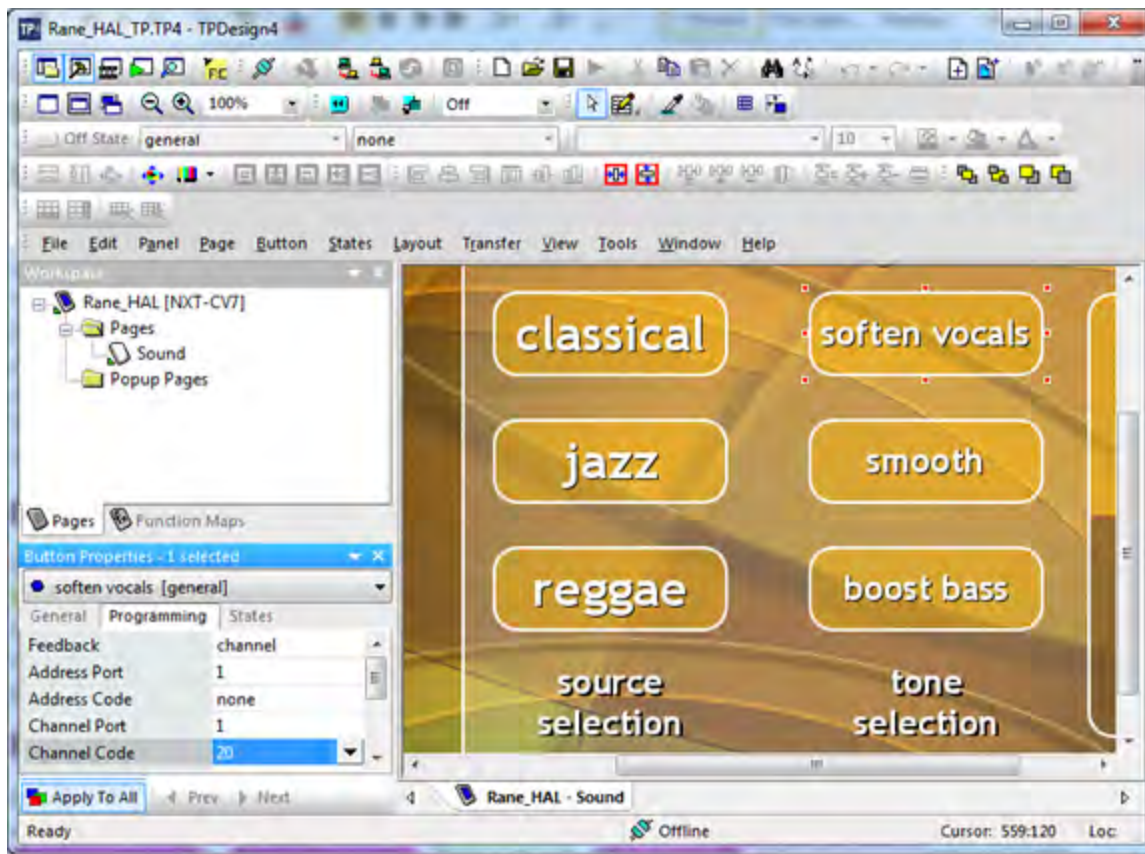 Rane_HAL_TP.TP4 - TPDesign4
FC
100%
Off
Off State general none 10
File Edit Panel Page Button States Layout Transfer View Tools Window Help
Workspace
Rane_HAL [NXT-CV7]
Pages
Sound
Popup Pages
Pages Function Maps
Button Properties - 1 selected
soften vocals [general]
General Programming States
Feedback channel
Address Port 1
Address Code none
Channel Port 1
Channel Code 20
Apply To All Prev Next
classical soften vocals
jazz smooth
reggae boost bass
source tone
selection selection
Rane_HAL - Sound
Ready Offline Cursor: 559:120 Loc: